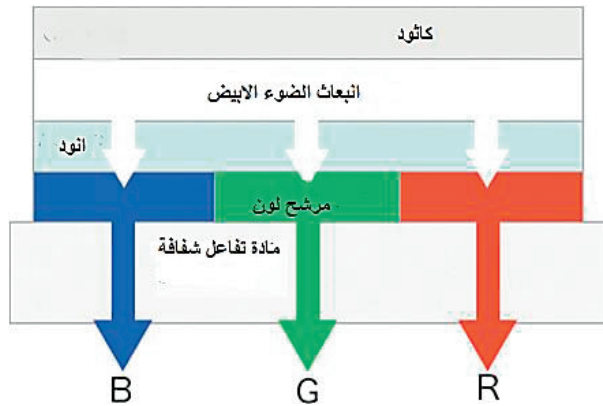 كاثود
انبعاث الضوء الابيض
انود
مرشح لون
مادة تفاعل شفافة
B G R